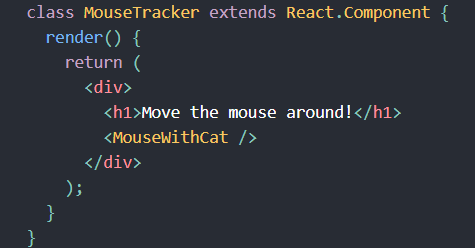 class MouseTracker extends React.Component {
  render() {
    return (
      <div>
        <h1>Move the mouse around!</h1>
        <MouseWithCat />
      </div>
    );
  }
}